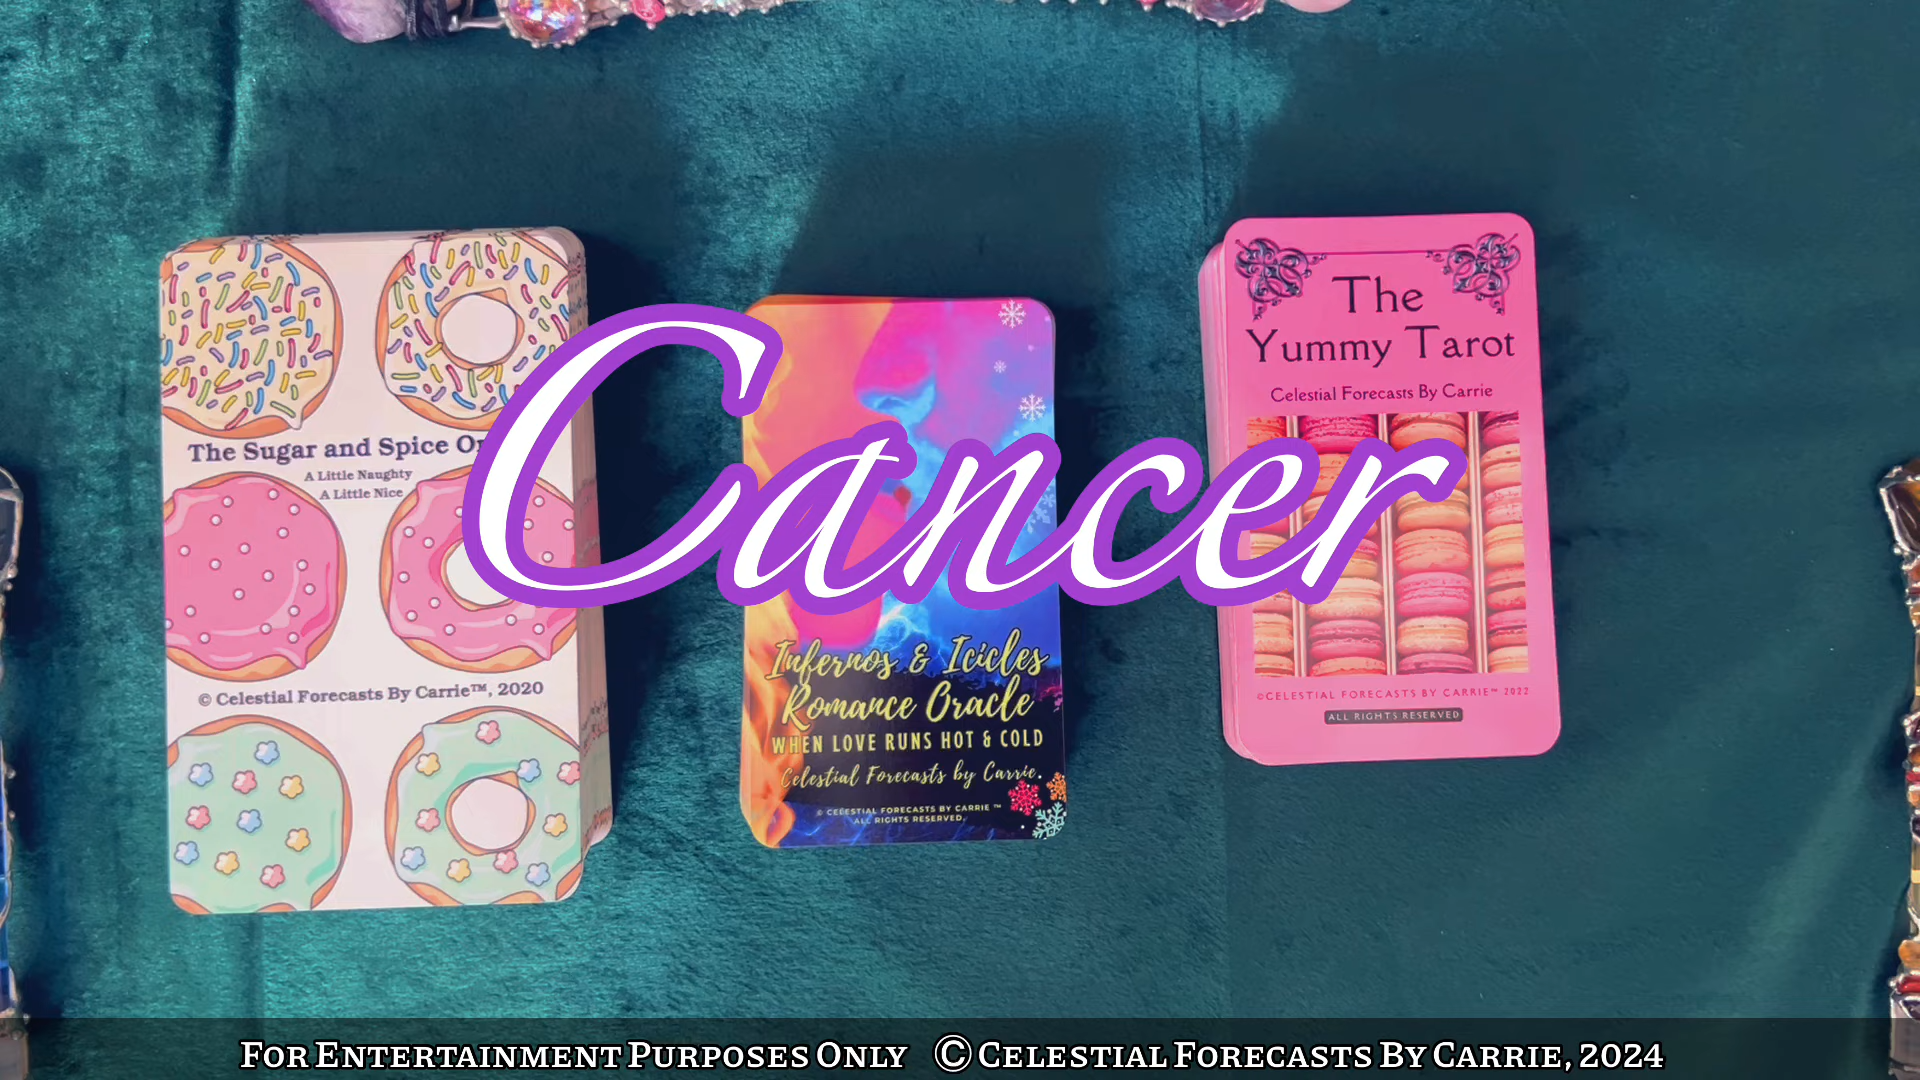 The Sugar and Spice
A Little Naughty
A Little Nice
© Celestial Forecasts By Carrie™, 2020
Cancer
Infernos & Icicles
Romance Oracle
WHEN LOVE RUNS HOT & COLD
Celestial Forecasts by Carrie.
© CELESTIAL FORECASTS BY CARRIE ™
ALL RIGHTS RESERVED.
The
Yummy Tarot
Celestial Forecasts By Carrie
©CELESTIAL FORECASTS BY CARRIE™ 2022
ALL RIGHTS RESERVED
FOR ENTERTAINMENT PURPOSES ONLY © CELESTIAL FORECASTS BY CARRIE, 2024